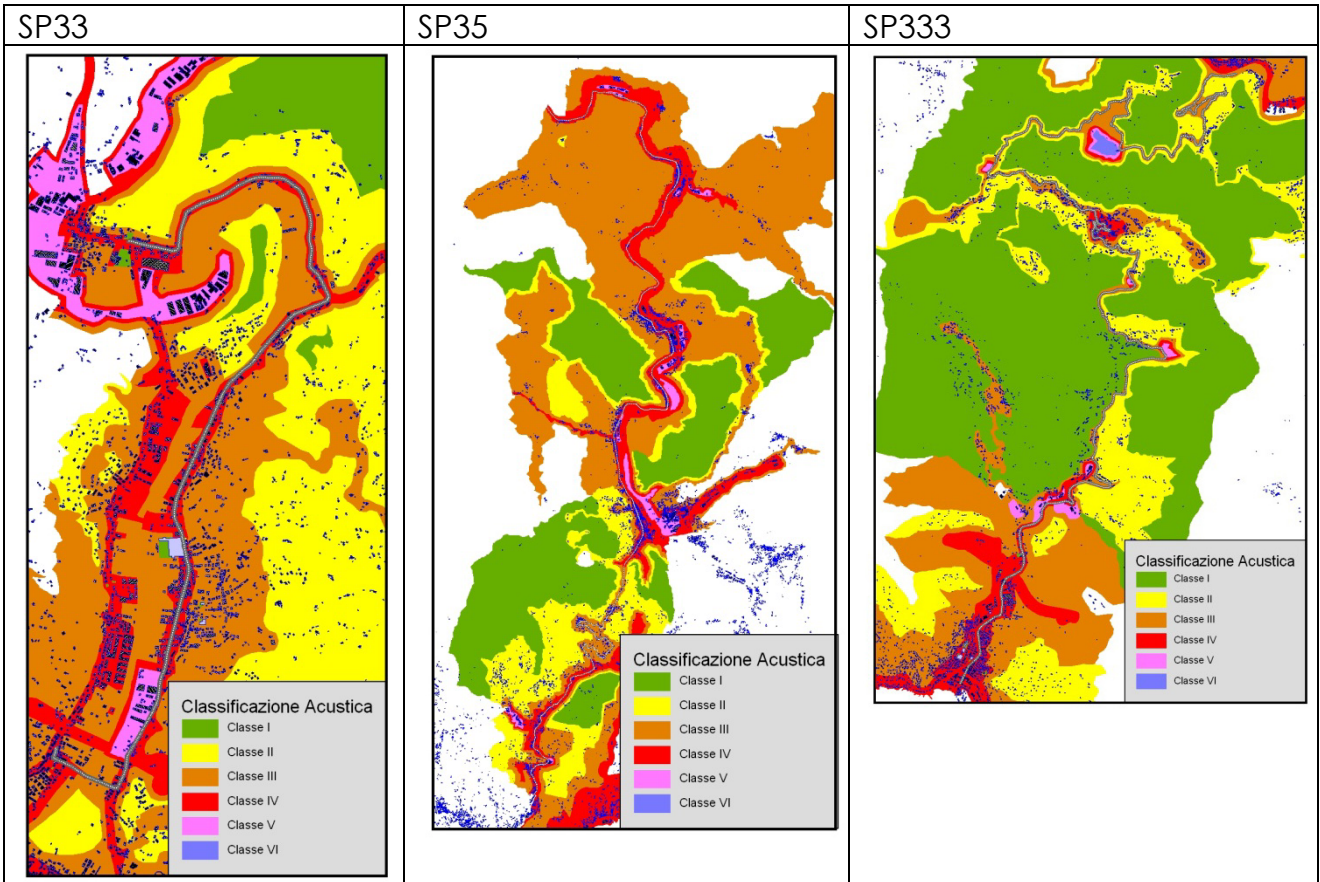 SP33
SP35
SP333
Classificazione Acustica
Classe I
Classe II
Classe III
Classe IV
Classe V
Classe VI
Classificazione Acustica
Classe I
Classe II
Classe III
Classe IV
Classe V
Classe VI
Classificazione Acustica
Classe I
Classe II
Classe III
Classe IV
Classe V
Classe VI